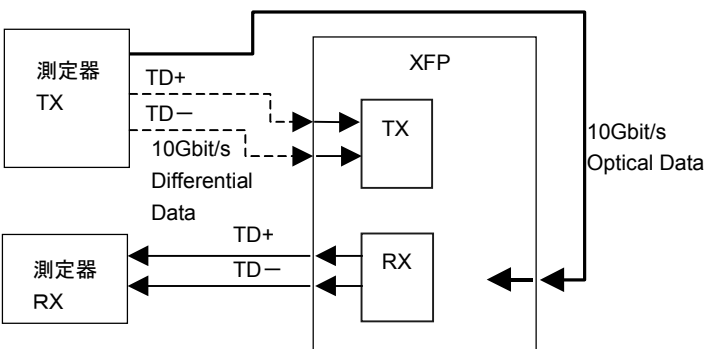 測定器
TX
TD+
TD－
10Gbit/s
Differential
Data
XFP
TX
10Gbit/s
Optical Data
測定器
RX
TD+
TD－
RX